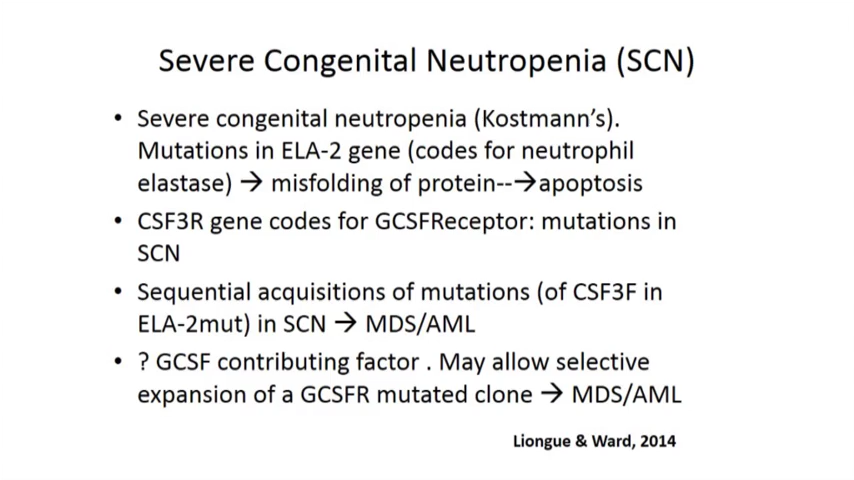 Severe Congenital Neutropenia (SCN)
• Severe congenital neutropenia (Kostmann's).
Mutations in ELA-2 gene (codes for neutrophil
elastase) → misfolding of protein--→apoptosis
• CSF3R gene codes for GCSFReceptor: mutations in
SCN
• Sequential acquisitions of mutations (of CSF3F in
ELA-2mut) in SCN → MDS/AML
• ? GCSF contributing factor . May allow selective
expansion of a GCSFR mutated clone → MDS/AML
Liongue & Ward, 2014